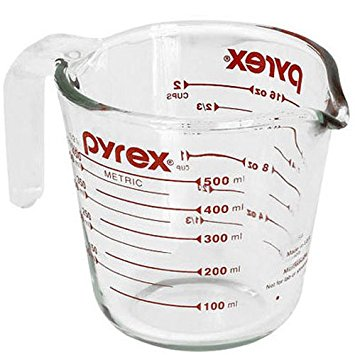 pyrex®
2 CUPS
16 oz
2/3
pyrex®
METRIC
1 CUP
8 oz
500 ml
400 ml
4 oz
1/3
300 ml
200 ml
100 ml